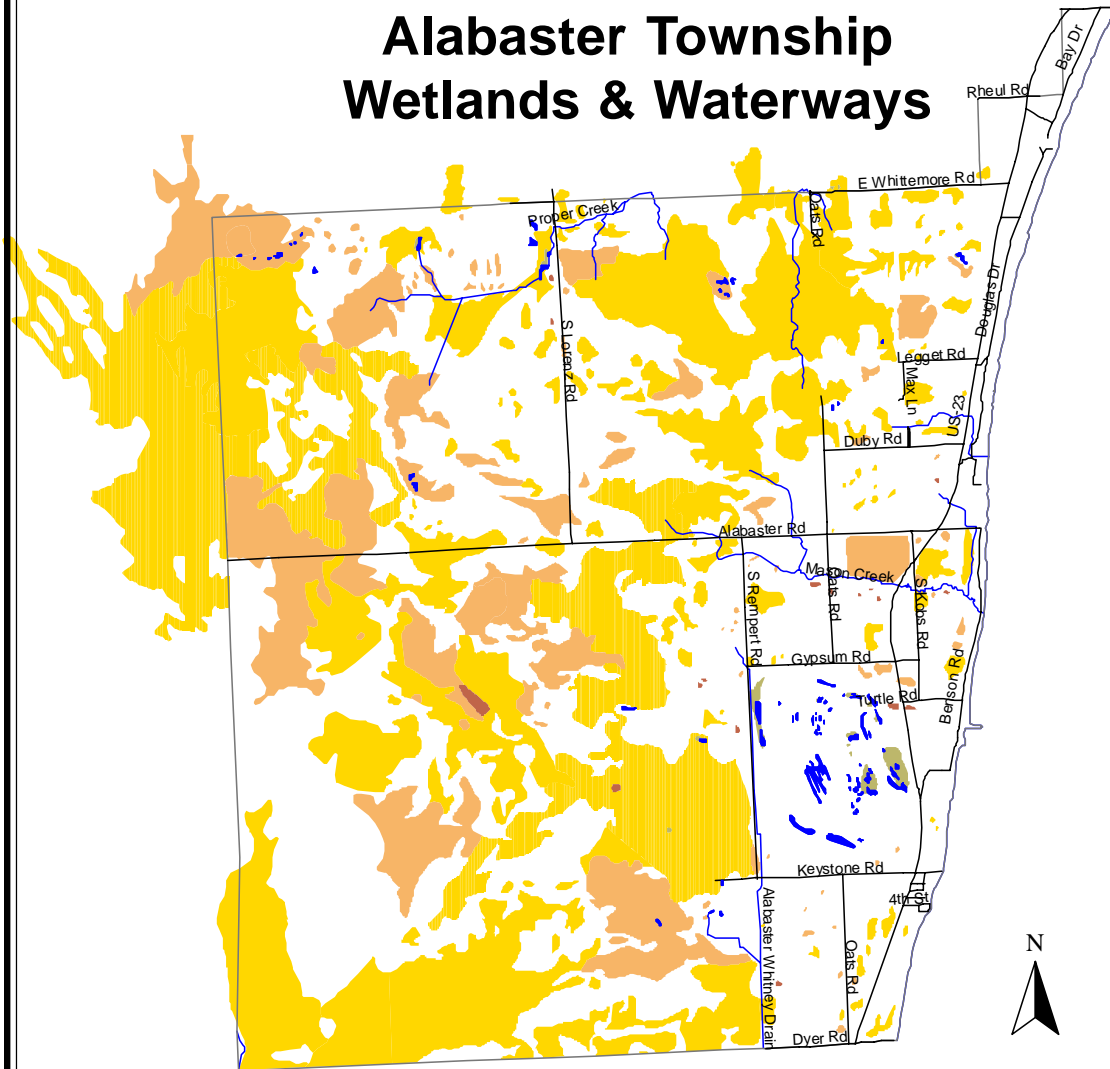 Alabaster Township
Wetlands & Waterways
Bay Dr
Rheul Rd
E Whittemore Rd
Proper Creek
Oats Rd
Douglas Dr
S Lorenz Rd
Legget Rd
Max Ln
US-23
Duby Rd
Alabaster Rd
Mason Creek
S Rempert Rd
Oats Rd
S Kobs Rd
Gypsum Rd
Turtle Rd
Benson Rd
Keystone Rd
4th St
Alabaster Whitney Drain
Oats Rd
Dyer Rd
N